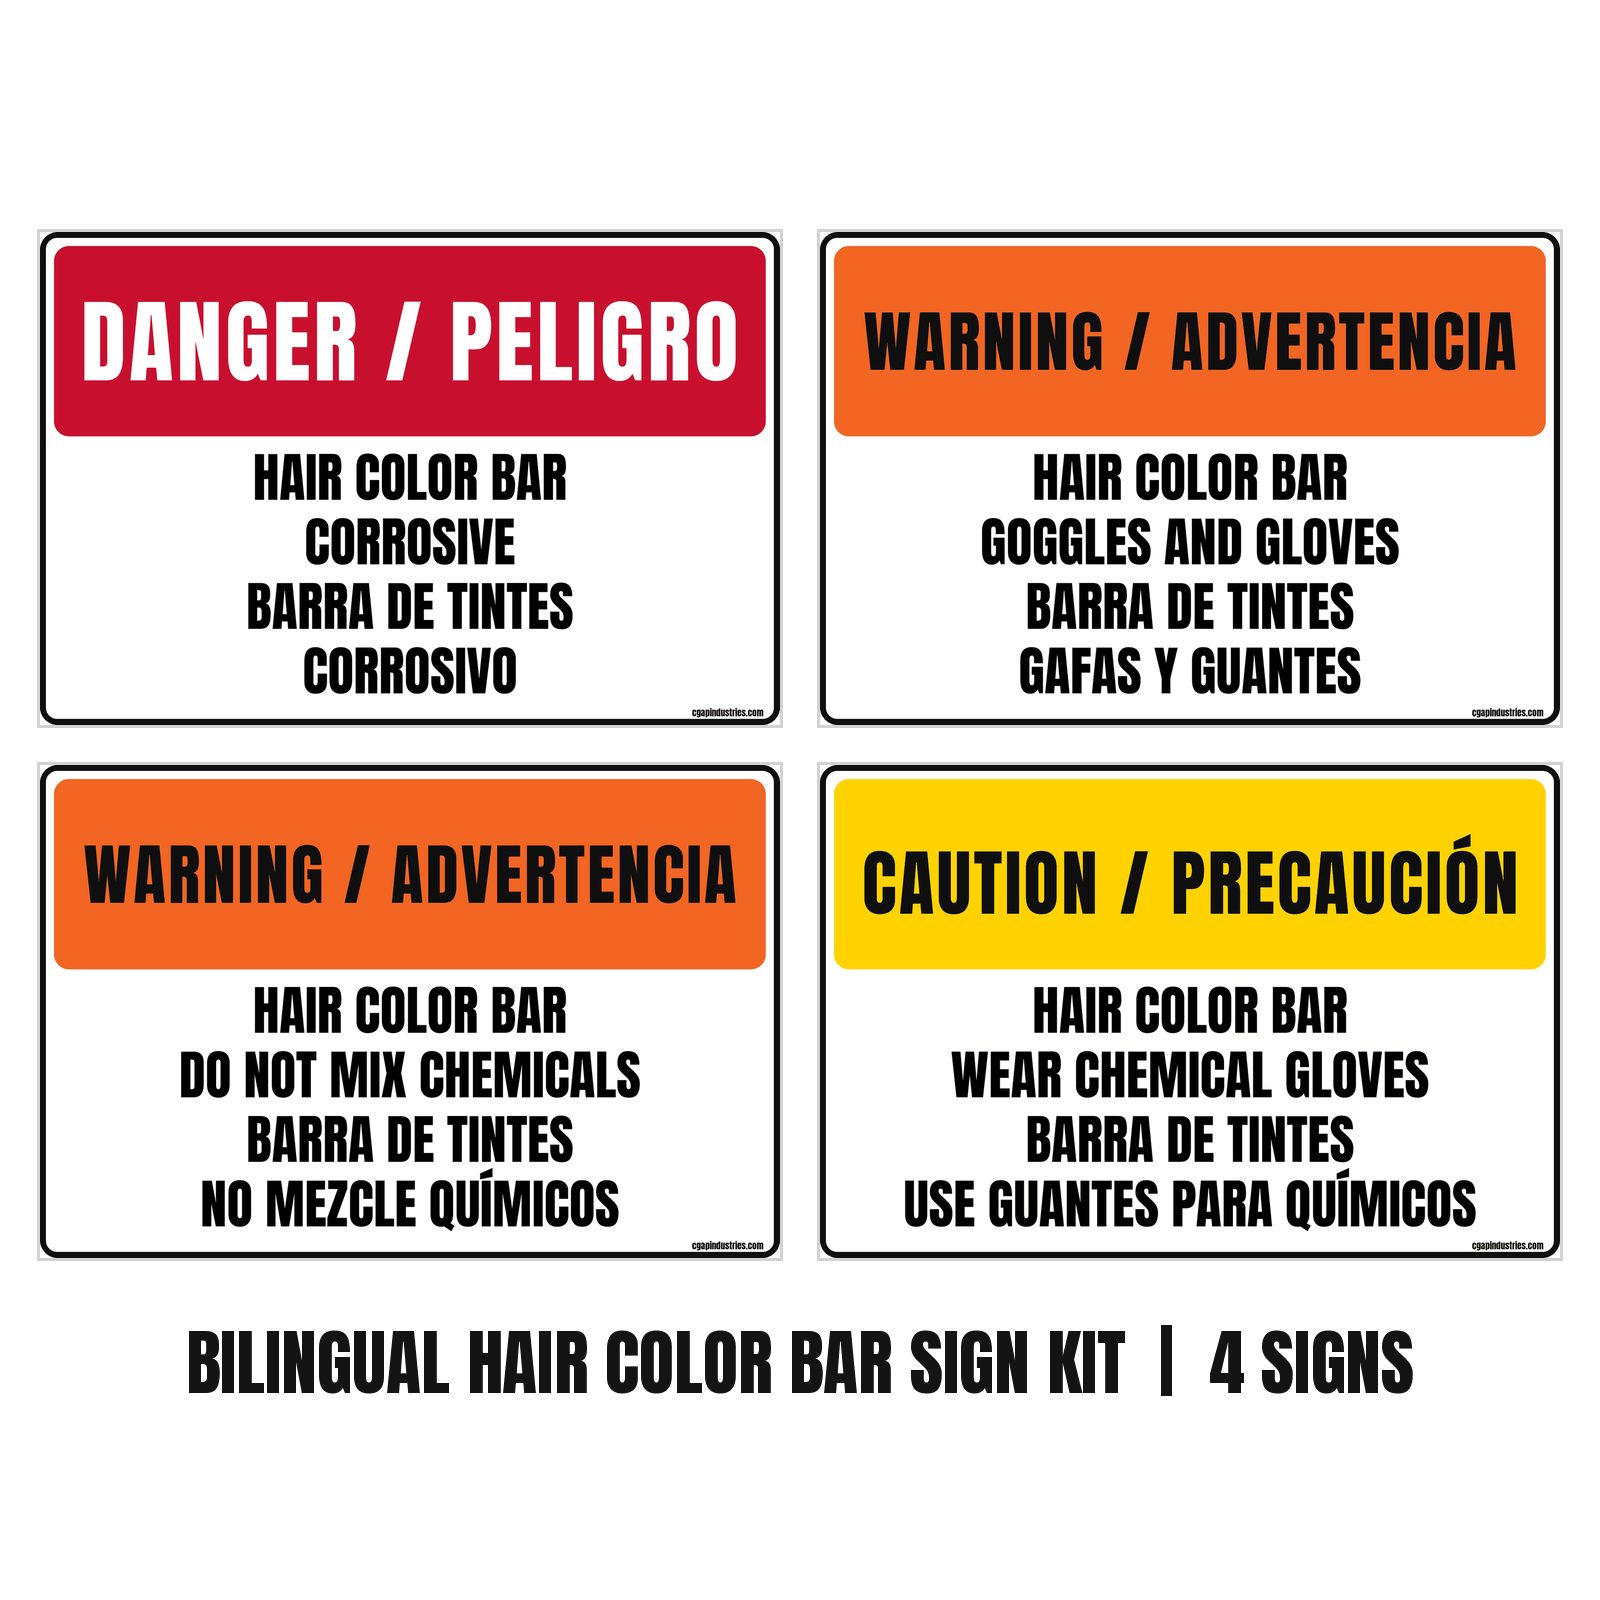 DANGER / PELIGRO
HAIR COLOR BAR
CORROSIVE
BARRA DE TINTES
CORROSIVO
cgapindustries.com
WARNING / ADVERTENCIA
HAIR COLOR BAR
GOGGLES AND GLOVES
BARRA DE TINTES
GAFAS Y GUANTES
cgapindustries.com
WARNING / ADVERTENCIA
HAIR COLOR BAR
DO NOT MIX CHEMICALS
BARRA DE TINTES
NO MEZCLE QUÍMICOS
cgapindustries.com
CAUTION / PRECAUCIÓN
HAIR COLOR BAR
WEAR CHEMICAL GLOVES
BARRA DE TINTES
USE GUANTES PARA QUÍMICOS
cgapindustries.com
BILINGUAL HAIR COLOR BAR SIGN KIT | 4 SIGNS